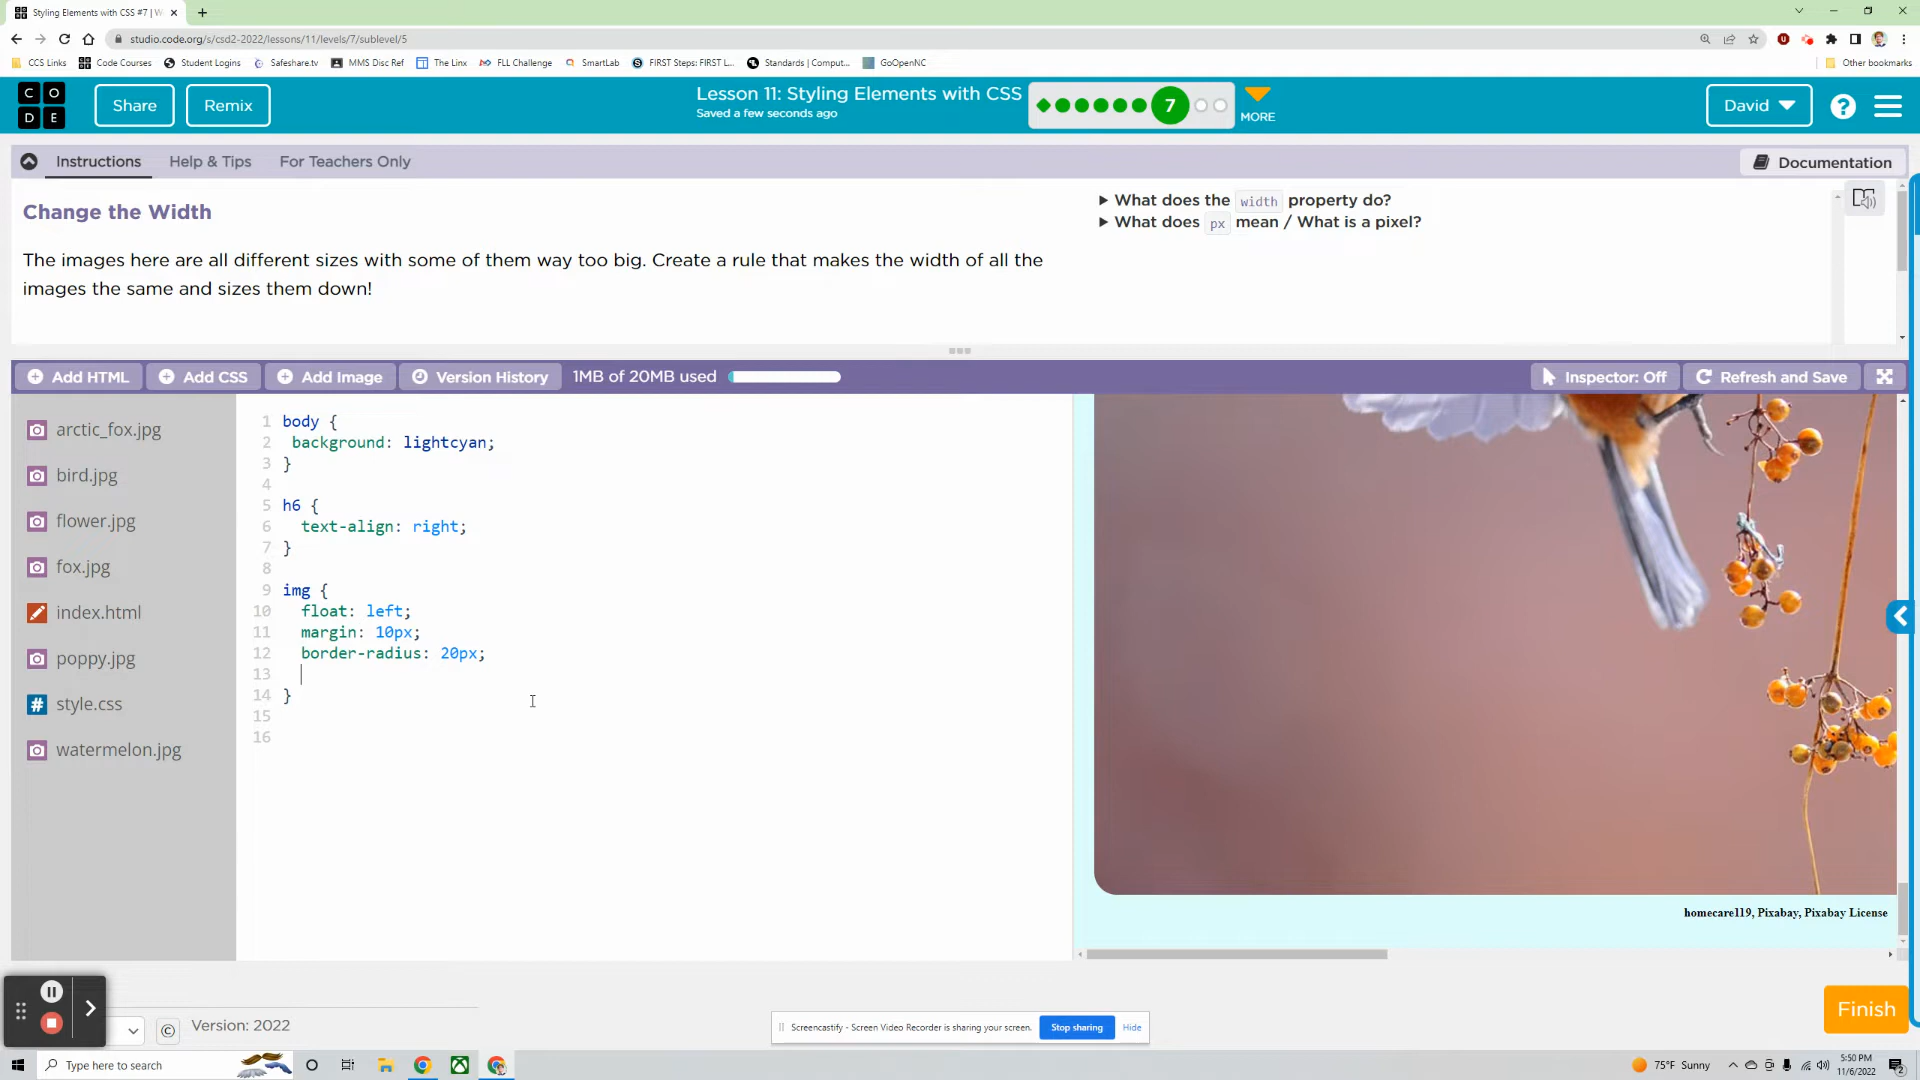 Styling Elements with CSS #7 | W
studio.code.org/s/csd2-2022/lessons/11/levels/7/sublevel/5
CCS Links Code Courses Student Logins Safeshare.tv MMS Disc Ref The Linx FLL Challenge SmartLab FIRST Steps: FIRST L... Standards | Comput... GoOpenNC Other bookmarks
CODE Share Remix Lesson 11: Styling Elements with CSS 7 MORE David ?
Saved a few seconds ago
Instructions Help & Tips For Teachers Only Documentation
Change the Width
The images here are all different sizes with some of them way too big. Create a rule that makes the width of all the
images the same and sizes them down!
What does the width property do?
What does px mean / What is a pixel?
Add HTML Add CSS Add Image Version History 1MB of 20MB used Inspector: Off Refresh and Save
arctic_fox.jpg
bird.jpg
flower.jpg
fox.jpg
index.html
poppy.jpg
style.css
watermelon.jpg
1 body {
2 background: lightcyan;
3 }
4
5 h6 {
6 text-align: right;
7 }
8
9 img {
10 float: left;
11 margin: 10px;
12 border-radius: 20px;
13
14 }
15
16
homecare119, Pixabay, Pixabay License
Finish
© Version: 2022
Screencastify - Screen Video Recorder is sharing your screen. Stop sharing Hide
Type here to search
75°F Sunny
5:50 PM
11/6/2022
2